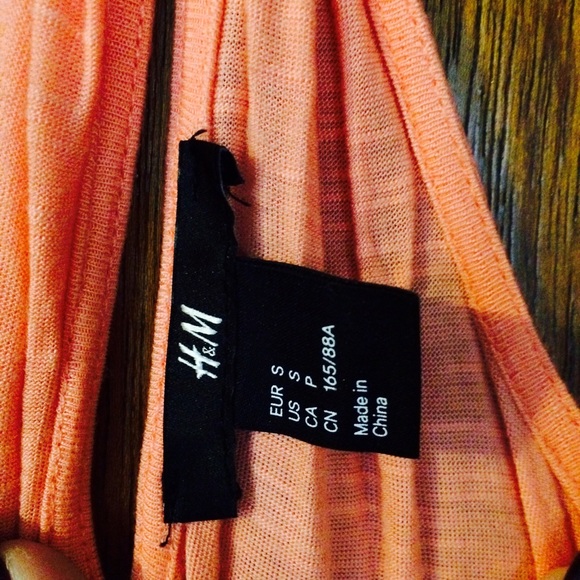 H&M
EUR S
US S
CA P
CN 165/88A
Made in
China